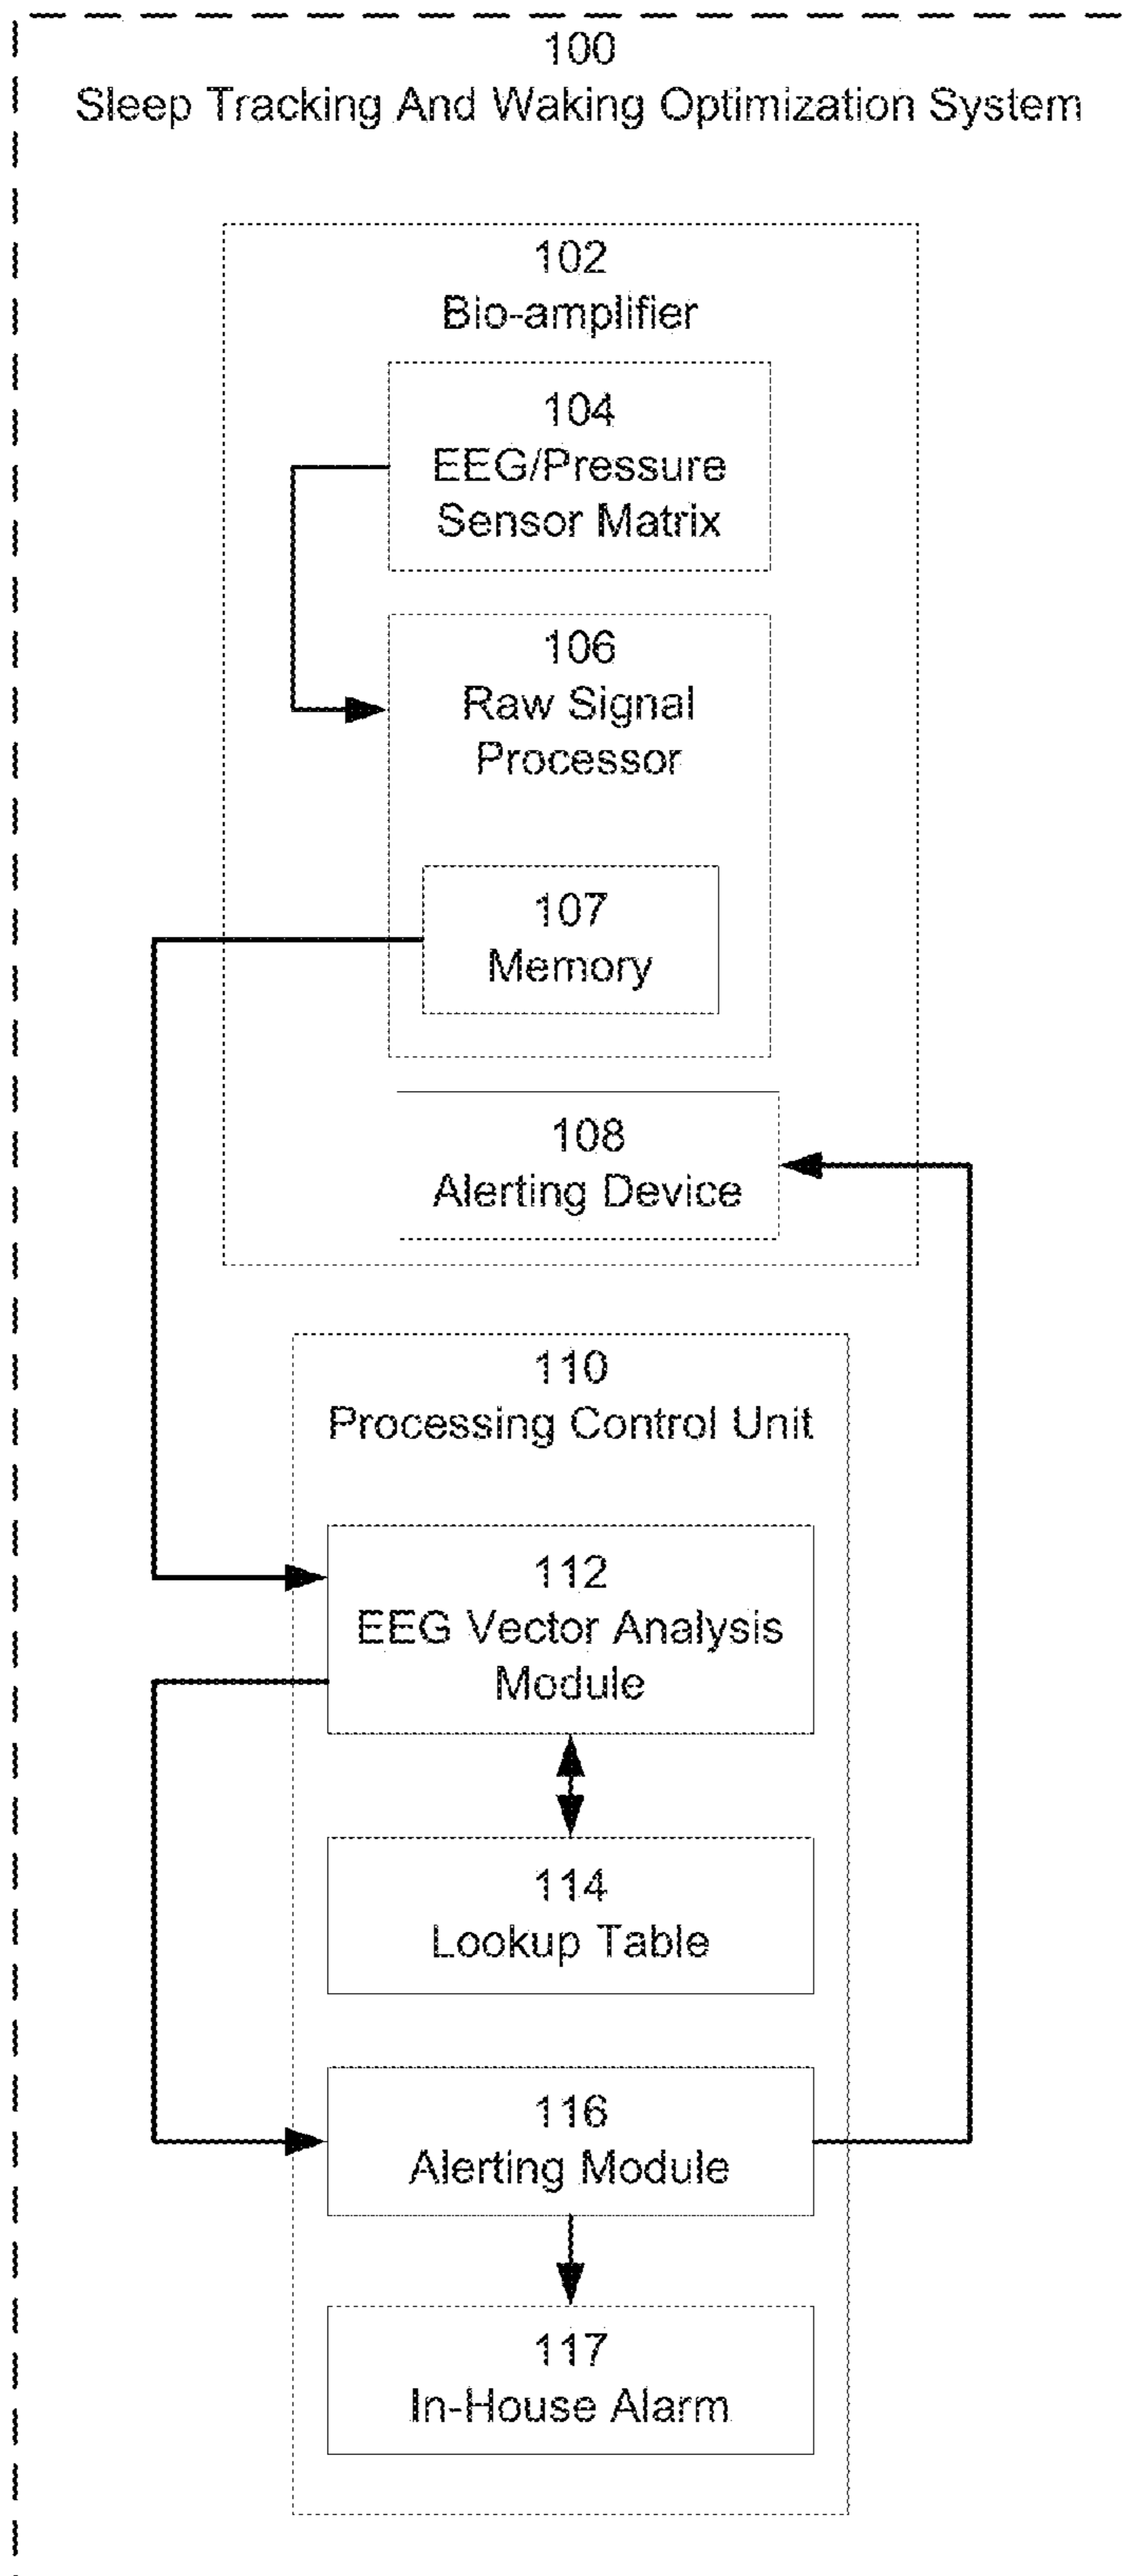 100
Sleep Tracking And Waking Optimization System
102
Bio-amplifier
104
EEG/Pressure
Sensor Matrix
106
Raw Signal
Processor
107
Memory
108
Alerting Device
110
Processing Control Unit
112
EEG Vector Analysis
Module
114
Lookup Table
116
Alerting Module
117
In-House Alarm